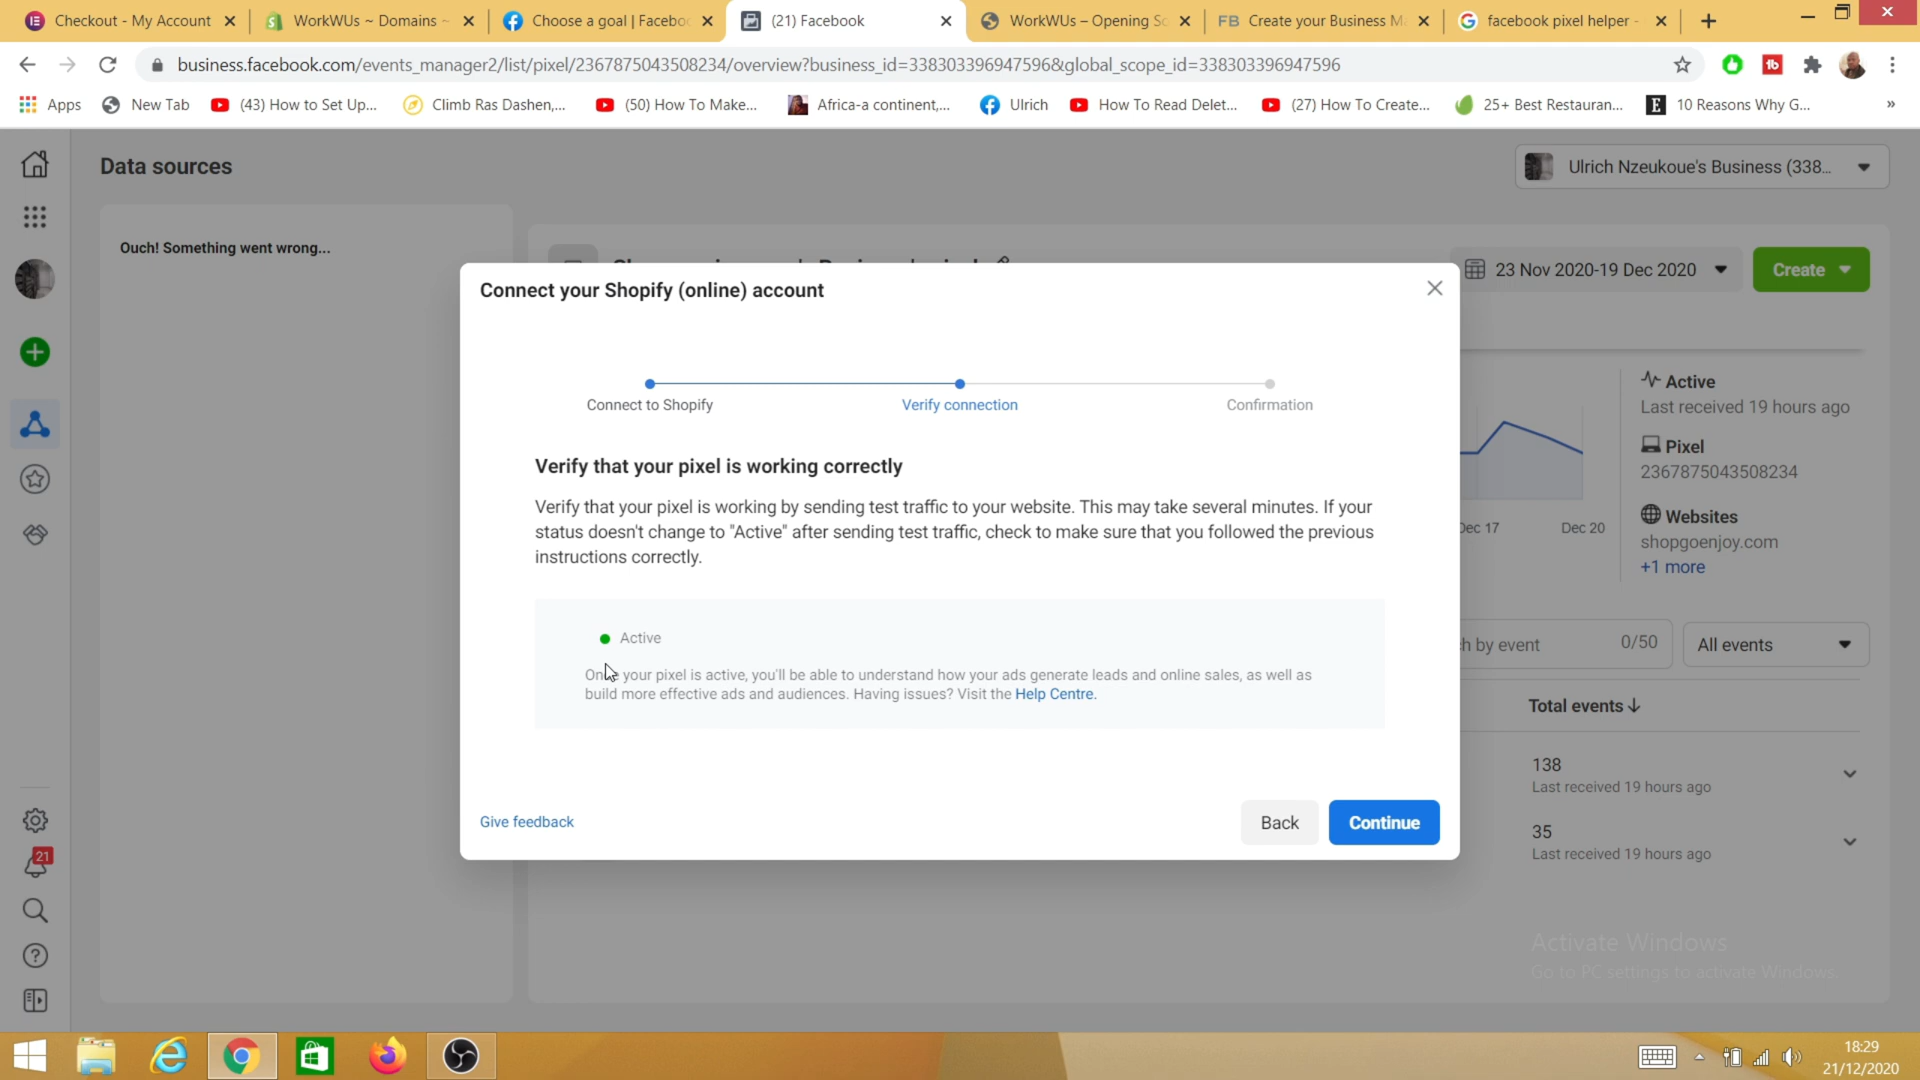 Checkout - My Account
WorkWUs ~ Domains ~
Choose a goal | Facebo
(21) Facebook
WorkWUs – Opening So
FB Create your Business M
facebook pixel helper -
business.facebook.com/events_manager2/list/pixel/2367875043508234/overview?business_id=338303396947596&global_scope_id=338303396947596
Apps
New Tab
(43) How to Set Up...
Climb Ras Dashen,...
(50) How To Make...
Africa-a continent,...
Ulrich
How To Read Delet...
(27) How To Create...
25+ Best Restauran...
10 Reasons Why G...
»
Data sources
Ulrich Nzeukoue's Business (338...
Ouch! Something went wrong...
23 Nov 2020-19 Dec 2020
Create
Connect your Shopify (online) account
Connect to Shopify
Verify connection
Confirmation
Verify that your pixel is working correctly
Verify that your pixel is working by sending test traffic to your website. This may take several minutes. If your
status doesn't change to "Active" after sending test traffic, check to make sure that you followed the previous
instructions correctly.
Active
your pixel is active, you'll be able to understand how your ads generate leads and online sales, as well as
build more effective ads and audiences. Having issues? Visit the Help Centre.
Give feedback
Back
Continue
Active
Last received 19 hours ago
Pixel
2367875043508234
Websites
shopgoenjoy.com
+1 more
Dec 17
Dec 20
by event
0/50
All events
Total events
138
Last received 19 hours ago
35
Last received 19 hours ago
21
Activate Windows
Go to PC settings to activate Windows.
18:29
21/12/2020